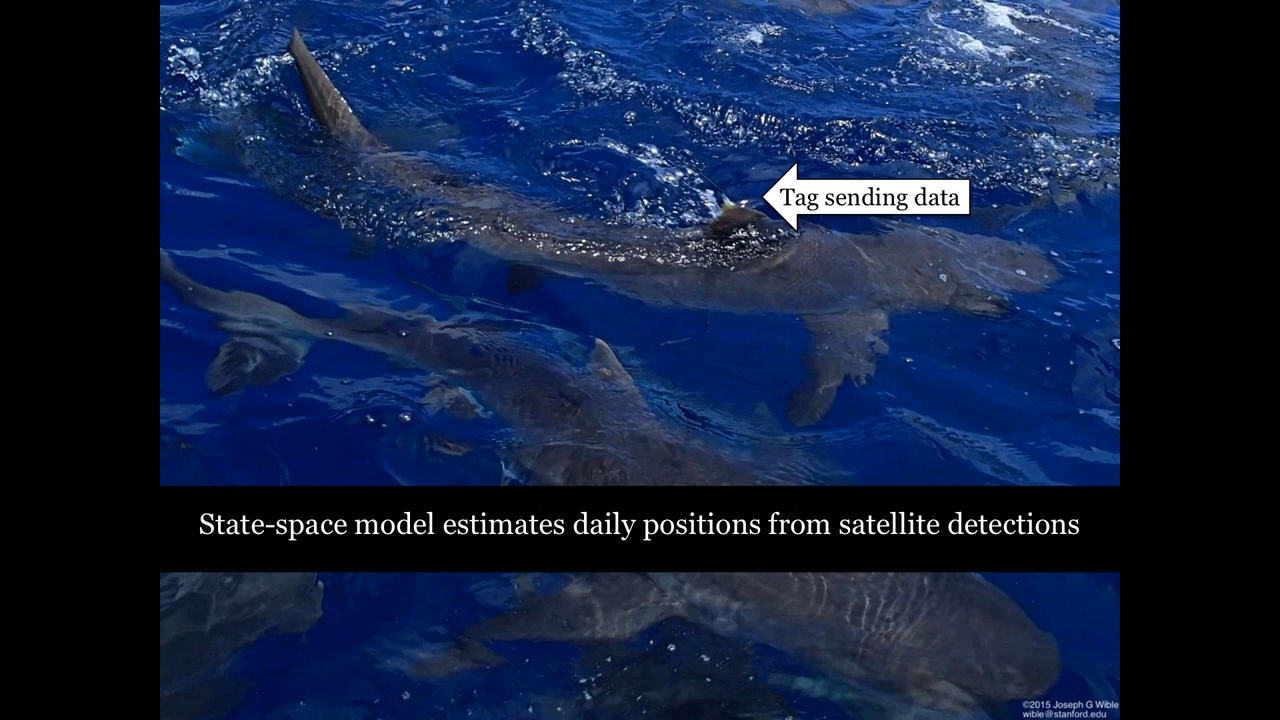 Tag sending data
State-space model estimates daily positions from satellite detections
©2015 Joseph G Wible
wible@stanford.edu